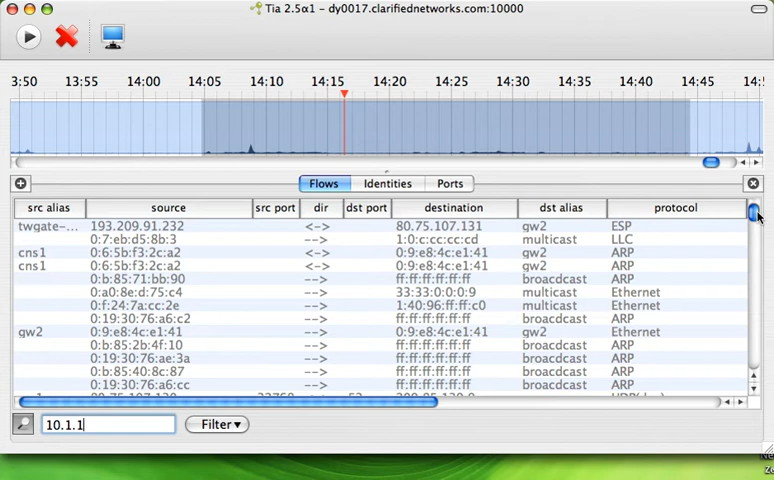 Tia 2.5α1 – dy0017.clarifiednetworks.com:10000
3:50 13:55 14:00 14:05 14:10 14:15 14:20 14:25 14:30 14:35 14:40 14:45 14:5
Flows Identities Ports
src alias source src port dir dst port destination dst alias protocol
twgate-... 193.209.91.232 <-> 80.75.107.131 gw2 ESP
0:7:eb:d5:8b:3 --> 1:0:c:cc:cc:cd multicast LLC
cns1 0:6:5b:f3:2c:a2 <-> 0:9:e8:4c:e1:41 gw2 ARP
cns1 0:6:5b:f3:2c:a2 <-> 0:9:e8:4c:e1:41 gw2 ARP
0:b:85:71:bb:90 --> ff:ff:ff:ff:ff:ff broacdcast ARP
0:a0:8e:d:75:c4 --> 33:33:0:0:0:9 multicast Ethernet
0:f:24:7a:cc:2e --> 1:40:96:ff:ff:c0 multicast Ethernet
0:19:30:76:a6:c2 --> ff:ff:ff:ff:ff:ff broacdcast ARP
gw2 0:9:e8:4c:e1:41 --> 0:9:e8:4c:e1:41 gw2 Ethernet
0:b:85:2b:4f:10 --> ff:ff:ff:ff:ff:ff broacdcast ARP
0:19:30:76:ae:3a --> ff:ff:ff:ff:ff:ff broacdcast ARP
0:b:85:40:8c:87 --> ff:ff:ff:ff:ff:ff broacdcast ARP
0:19:30:76:a6:cc --> ff:ff:ff:ff:ff:ff broacdcast ARP
10.1.1
Filter